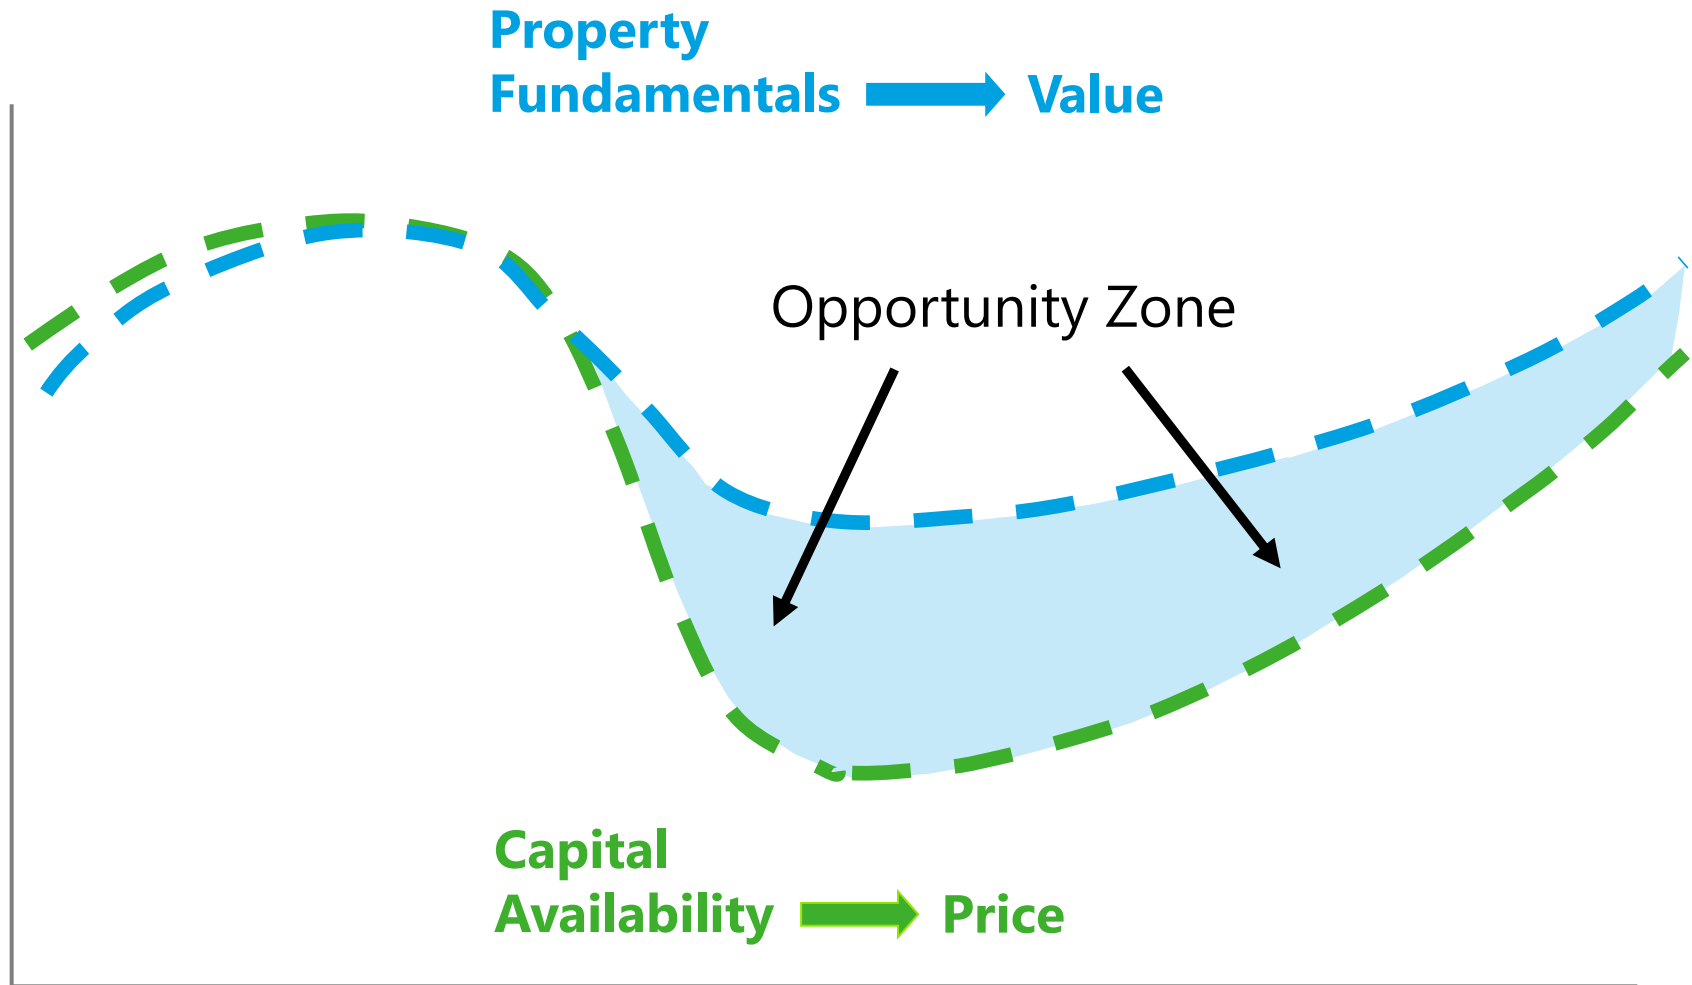 Property
Fundamentals Value
Opportunity Zone
Capital
Availability Price